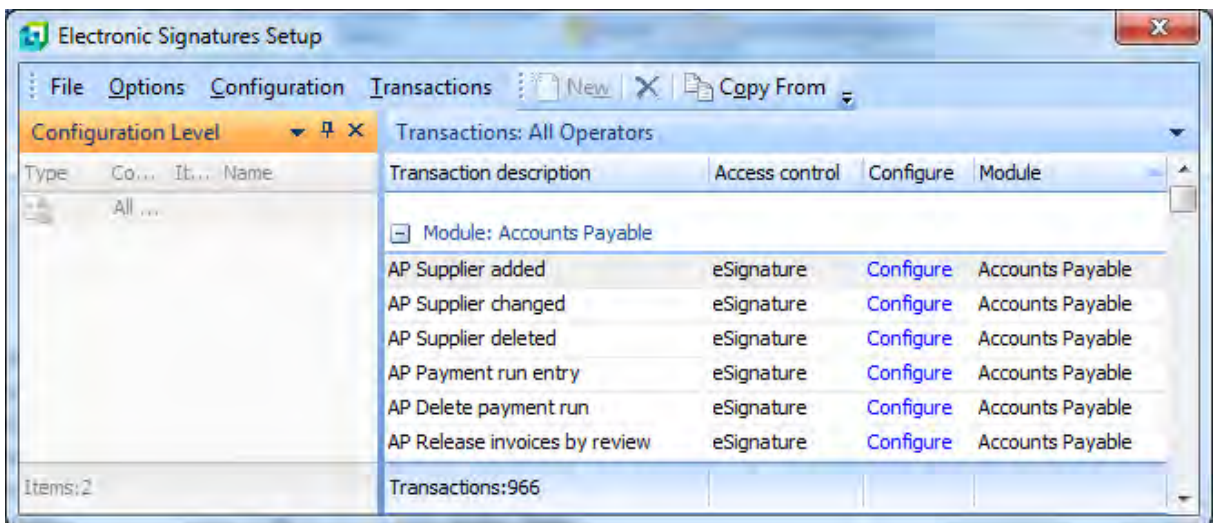 Electronic Signatures Setup
File Options Configuration Transactions New Copy From
Configuration Level
Transactions: All Operators
Type Co... It... Name
Transaction description Access control Configure Module
All ...
Module: Accounts Payable
AP Supplier added eSignature Configure Accounts Payable
AP Supplier changed eSignature Configure Accounts Payable
AP Supplier deleted eSignature Configure Accounts Payable
AP Payment run entry eSignature Configure Accounts Payable
AP Delete payment run eSignature Configure Accounts Payable
AP Release invoices by review eSignature Configure Accounts Payable
Items:2
Transactions:966